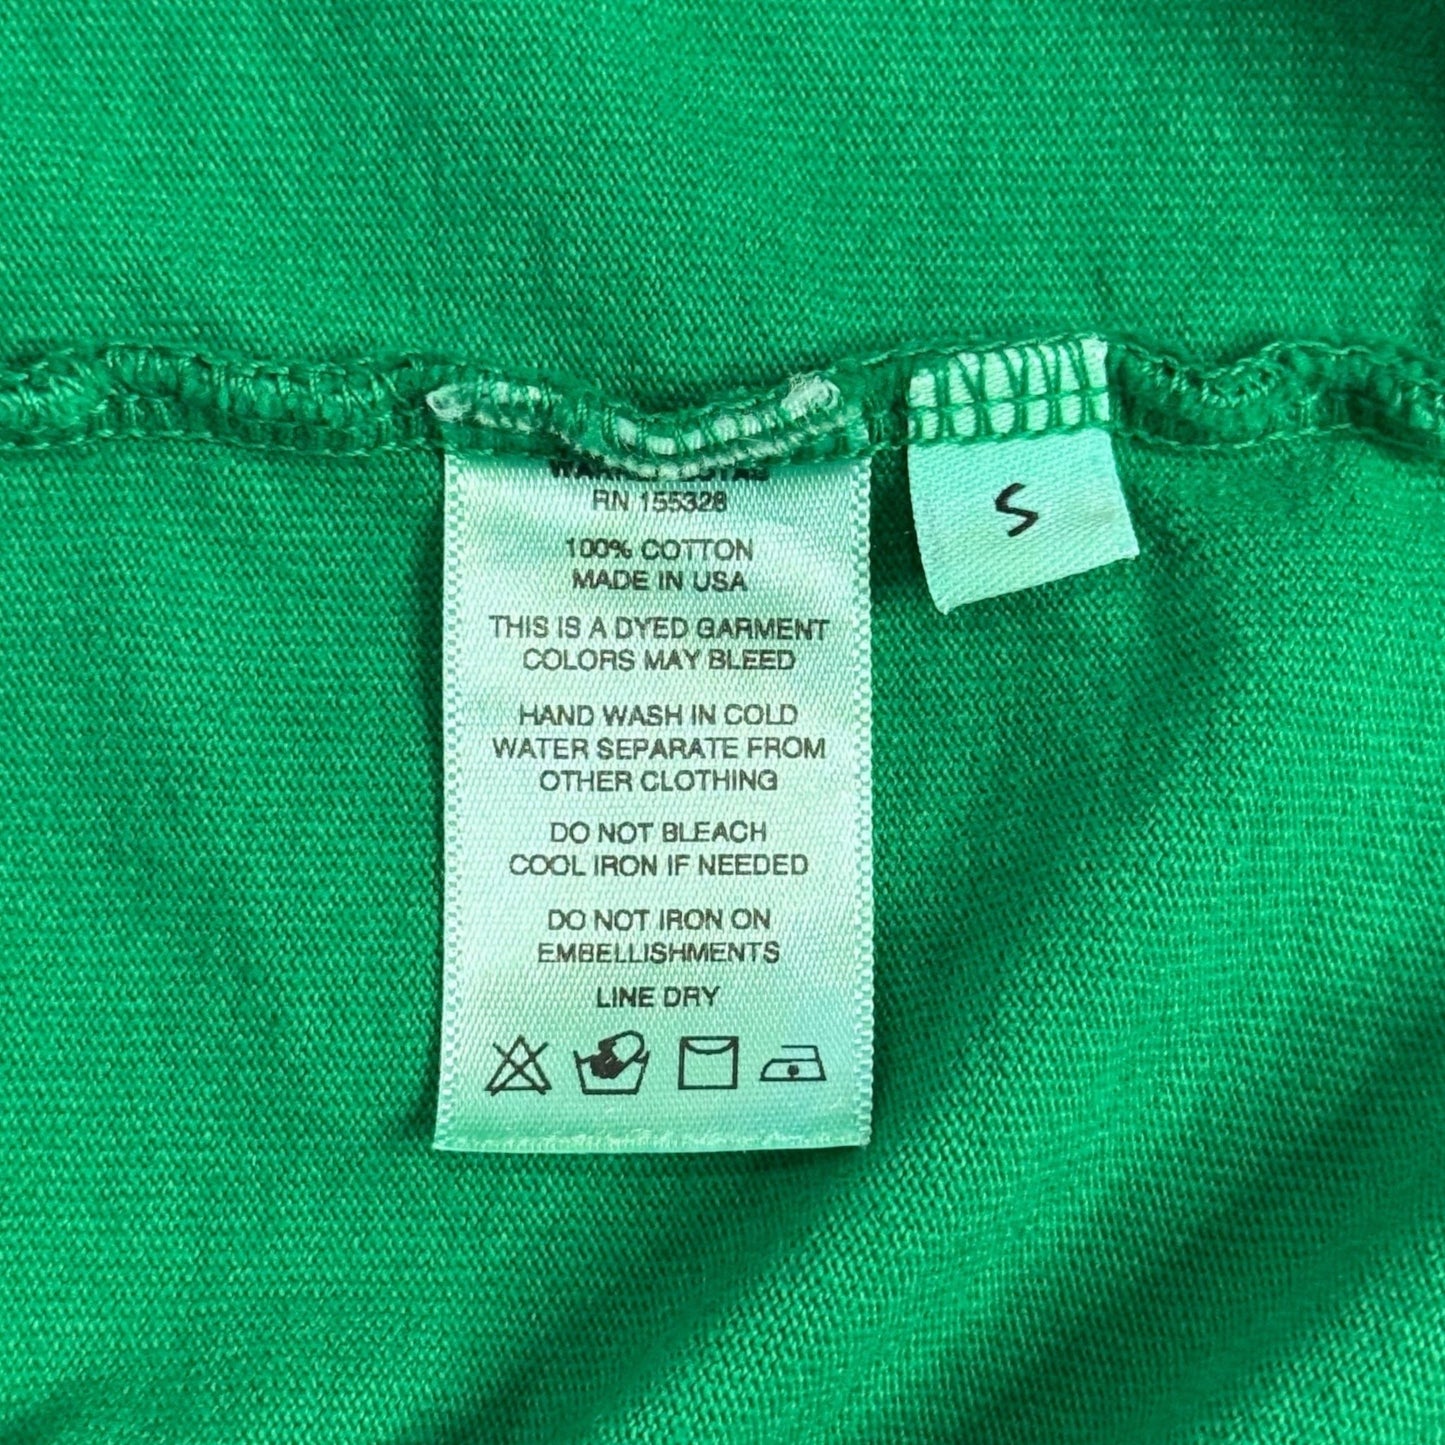 RN 155328
100% COTTON
MADE IN USA
THIS IS A DYED GARMENT
COLORS MAY BLEED
HAND WASH IN COLD
WATER SEPARATE FROM
OTHER CLOTHING
DO NOT BLEACH
COOL IRON IF NEEDED
DO NOT IRON ON
EMBELLISHMENTS
LINE DRY
S